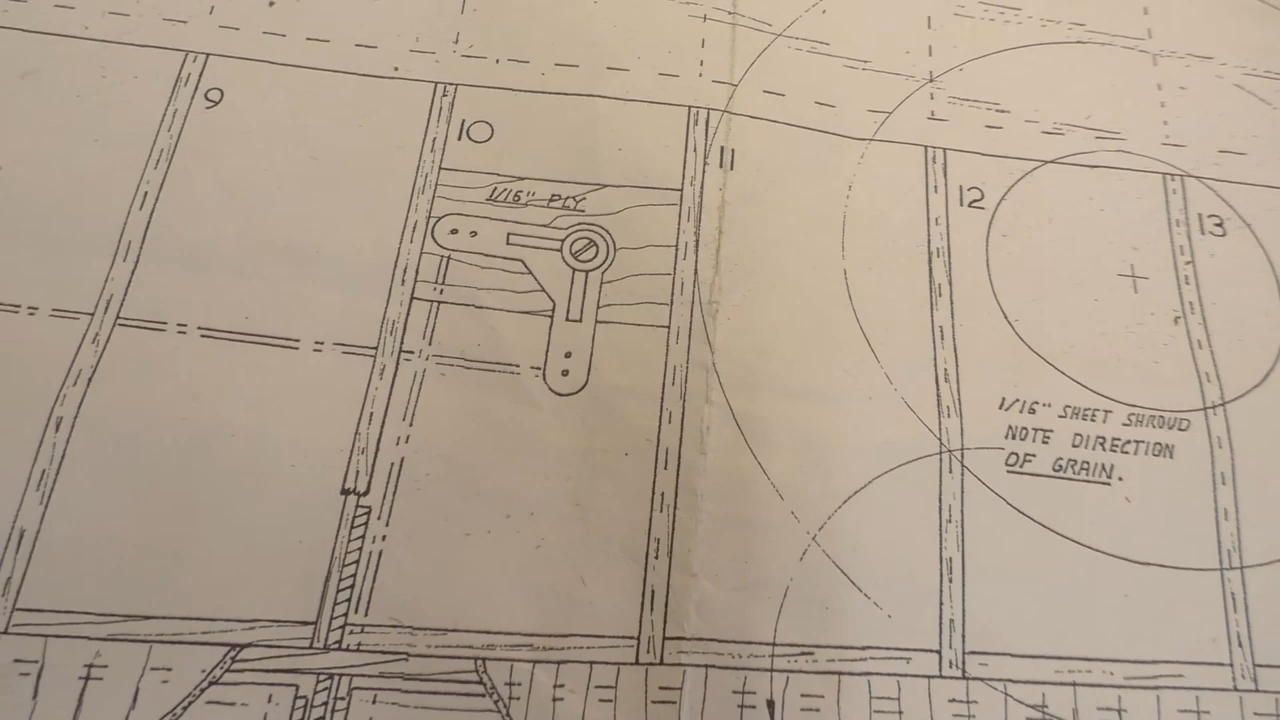 9
10
1/16" PLY
11
12
13
1/16" SHEET SHROUD
NOTE DIRECTION
OF GRAIN.